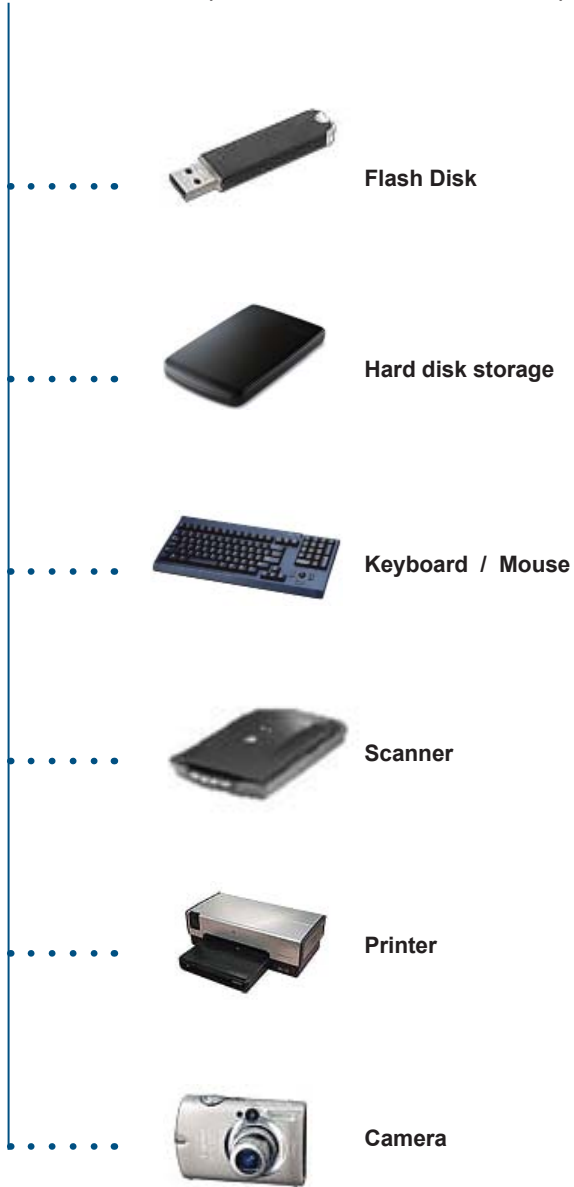 Flash Disk
Hard disk storage
Keyboard / Mouse
Scanner
Printer
Camera